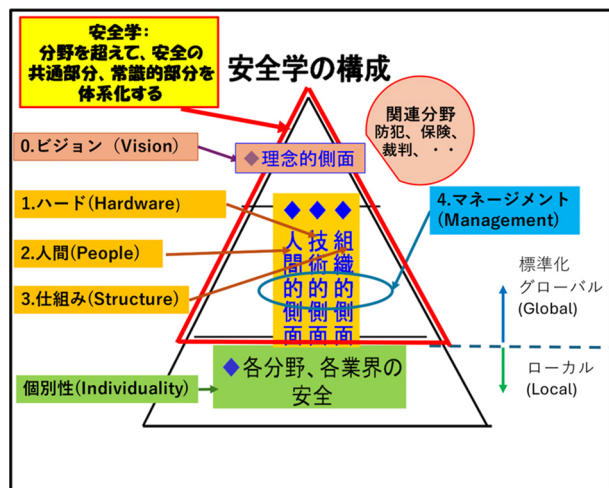 安全学:
分野を超えて、安全の
共通部分、常識的部分を
体系化する
安全学の構成
関連分野
防犯、保険、
裁判、・・
0.ビジョン（Vision)
◆理念的側面
1.ハード(Hardware)
2.人間(People)
3.仕組み(Structure)
◆人間的側面
◆技術的側面
◆組織的側面
4.マネージメント
(Management)
標準化
グローバル
(Global)
ローカル
(Local)
個別性(Individuality)
◆各分野、各業界の
安全